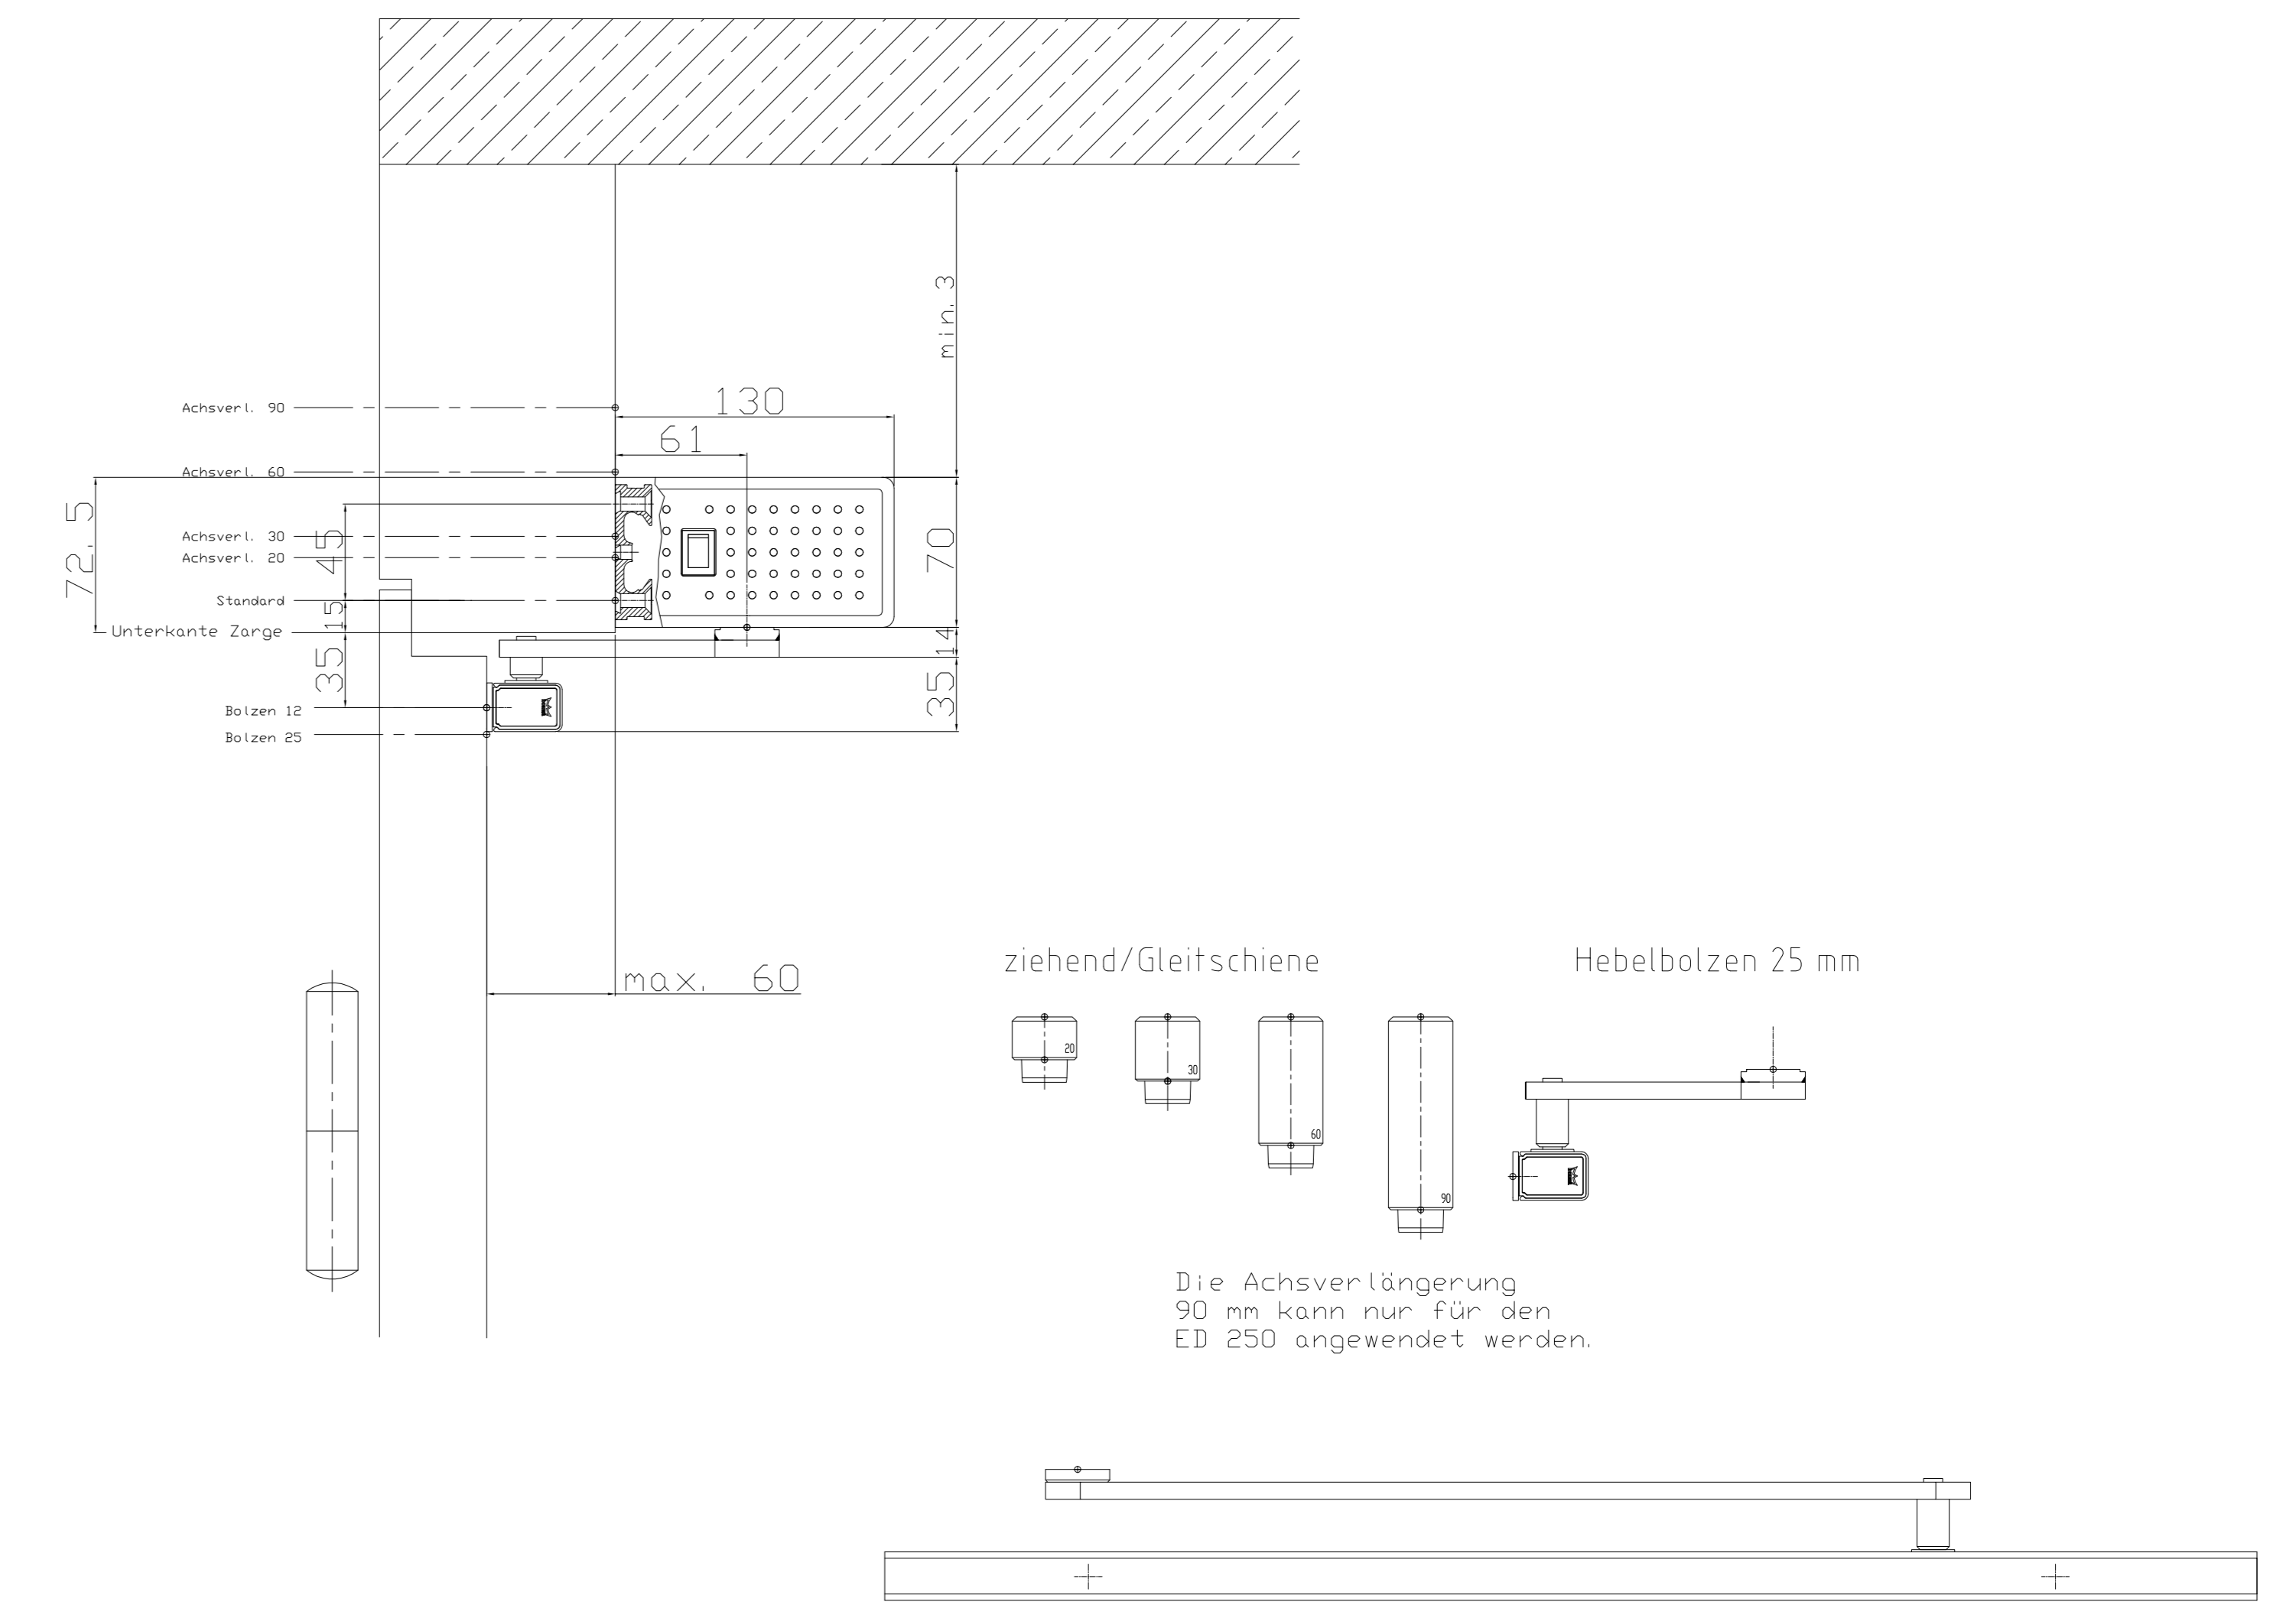 min. 3
Achsverl. 90
130
61
Achsverl. 60
72.5
45
Achsverl. 30
Achsverl. 20
70
Standard
15
Unterkante Zarge
14
35
35
Bolzen 12
Bolzen 25
max. 60
ziehend/Gleitschiene
Hebelbolzen 25 mm
20
30
60
90
Die Achsverlängerung
90 mm kann nur für den
ED 250 angewendet werden.